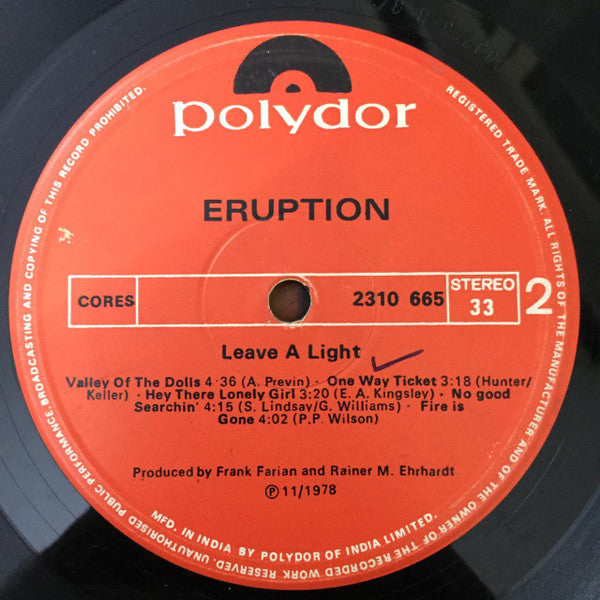 polydor
ERUPTION
CORES 2310 665 STEREO 33 2
Leave A Light
Valley Of The Dolls 4·36 (A. Previn) · One Way Ticket 3:18 (Hunter/
Keller) · Hey There Lonely Girl 3:20 (E. A. Kingsley) · No good
Searchin' 4:15 (S. Lindsay/G. Williams) · Fire is
Gone 4:02 (P.P. Wilson)
Produced by Frank Farian and Rainer M. Ehrhardt
℗ 11/1978
MFD. IN INDIA BY POLYDOR OF INDIA LIMITED.
REGISTERED TRADE MARK. ALL RIGHTS OF THE MANUFACTURER AND OF THE OWNER OF THE RECORDED WORK RESERVED. UNAUTHORISED PUBLIC PERFORMANCE, BROADCASTING AND COPYING OF THIS RECORD PROHIBITED.